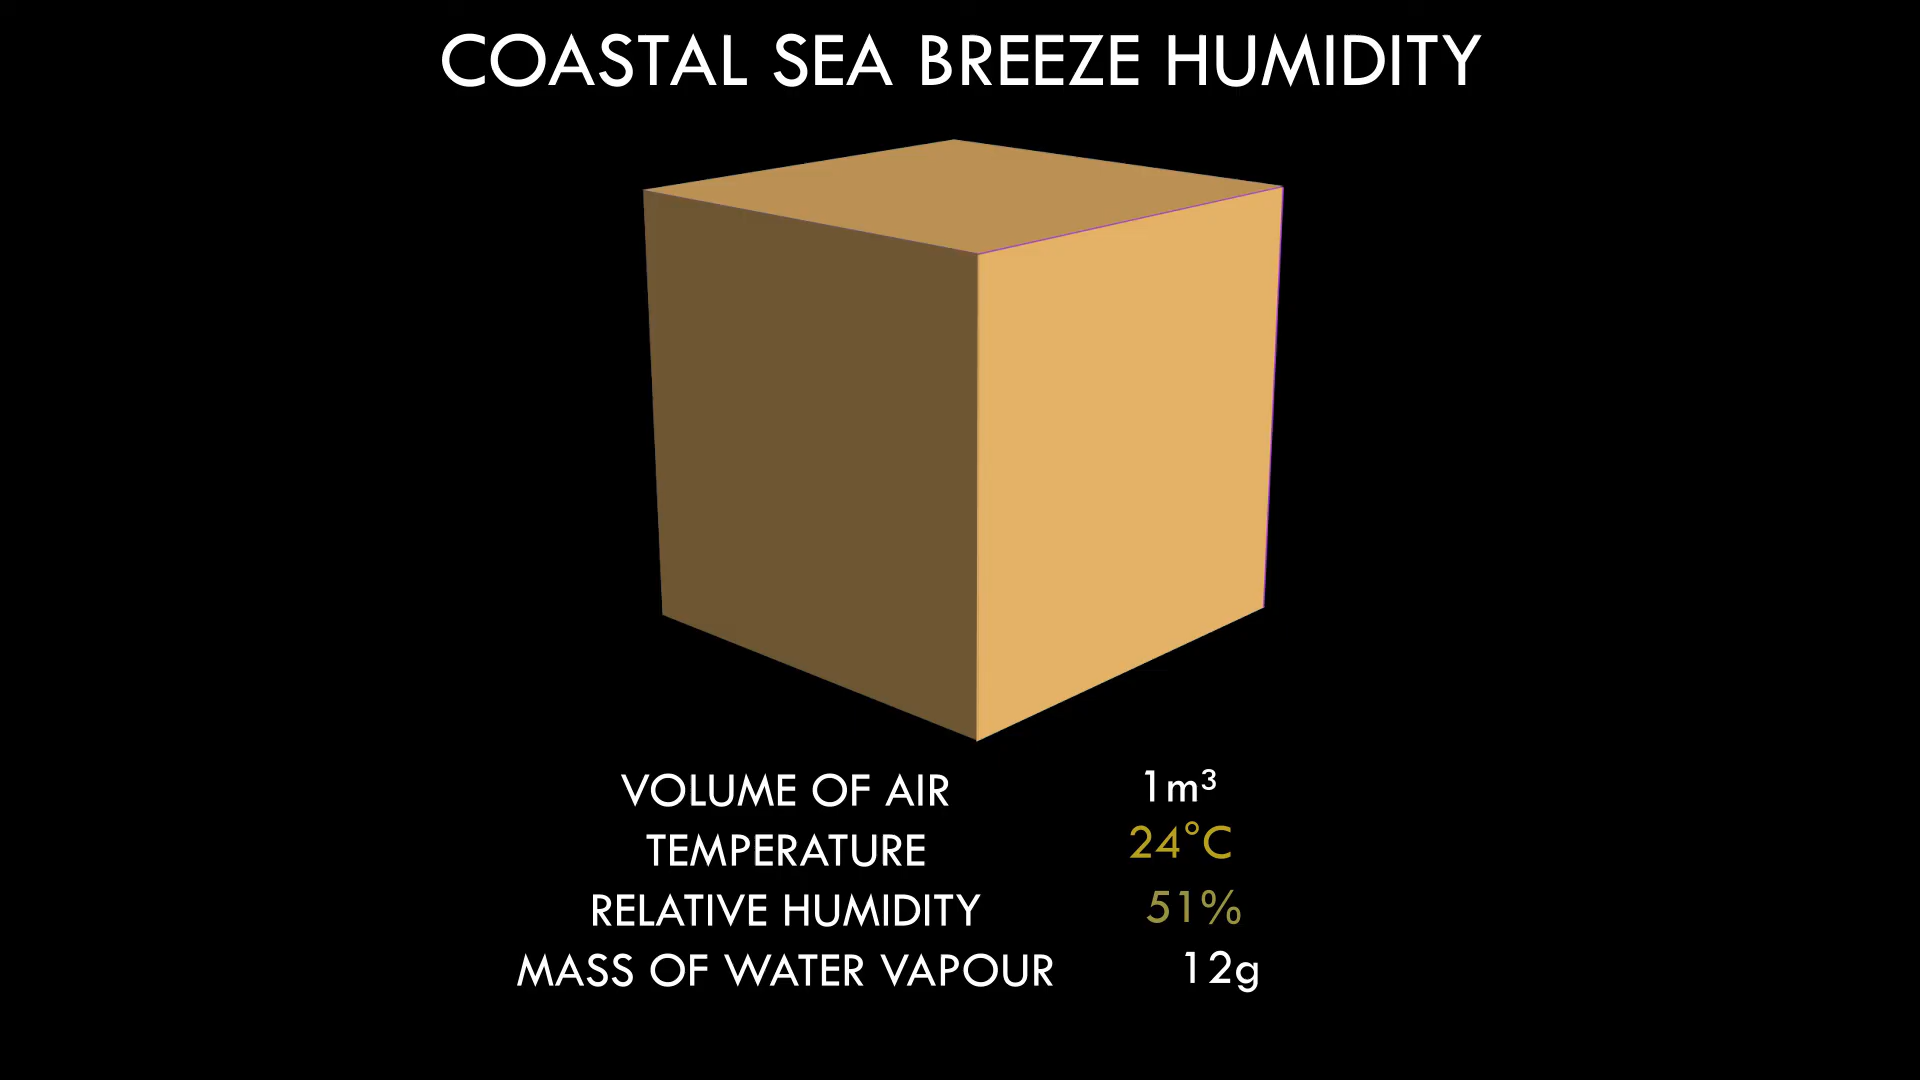 COASTAL SEA BREEZE HUMIDITY
VOLUME OF AIR 1m³
TEMPERATURE 24°C
RELATIVE HUMIDITY 51%
MASS OF WATER VAPOUR 12g